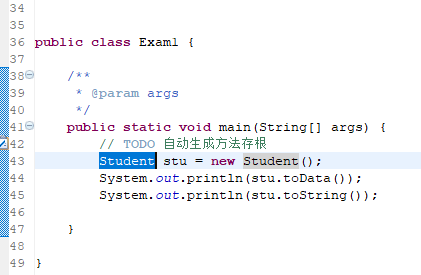 34
35
36 public class Exam1 {
37
38 /**
39 * @param args
40 */
41 public static void main(String[] args) {
42 // TODO 自动生成方法存根
43 Student stu = new Student();
44 System.out.println(stu.toData());
45 System.out.println(stu.toString());
46
47 }
48
49 }